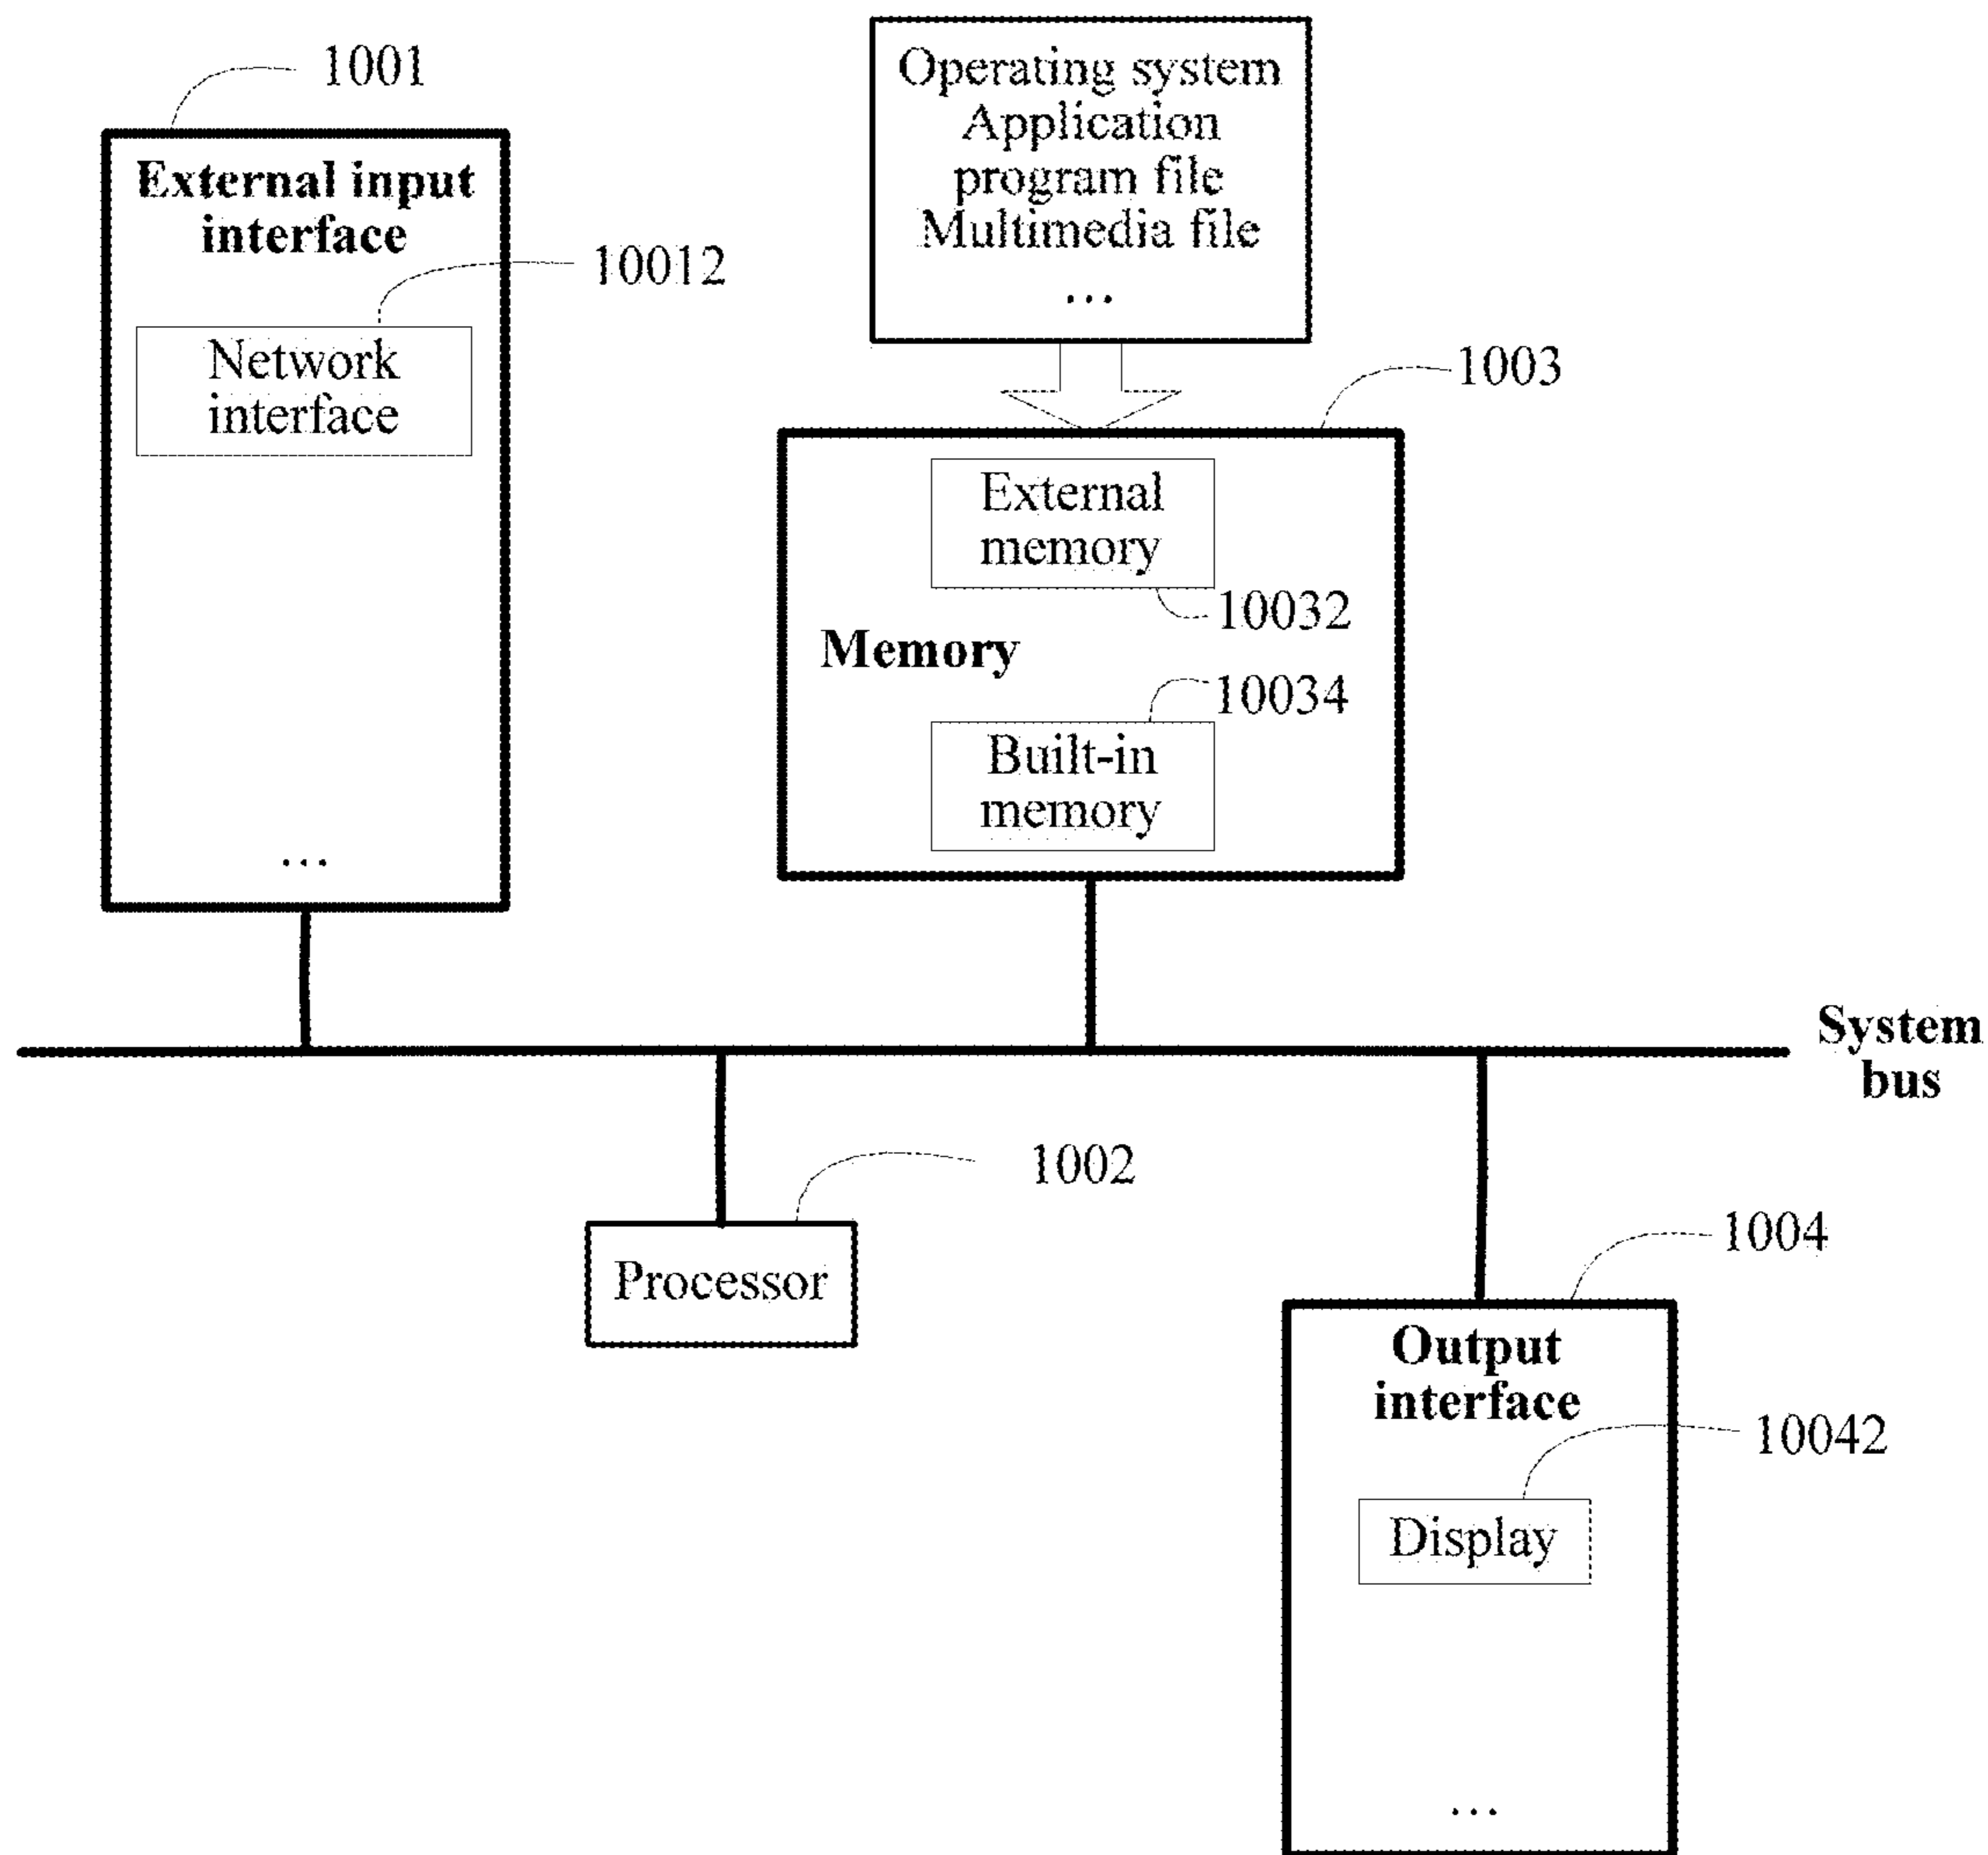 1001
External input
interface
10012
Network
interface
...
Operating system
Application
program file
Multimedia file
...
1003
External
memory
10032
Memory
10034
Built-in
memory
System
bus
1002
Processor
1004
Output
interface
10042
Display
...